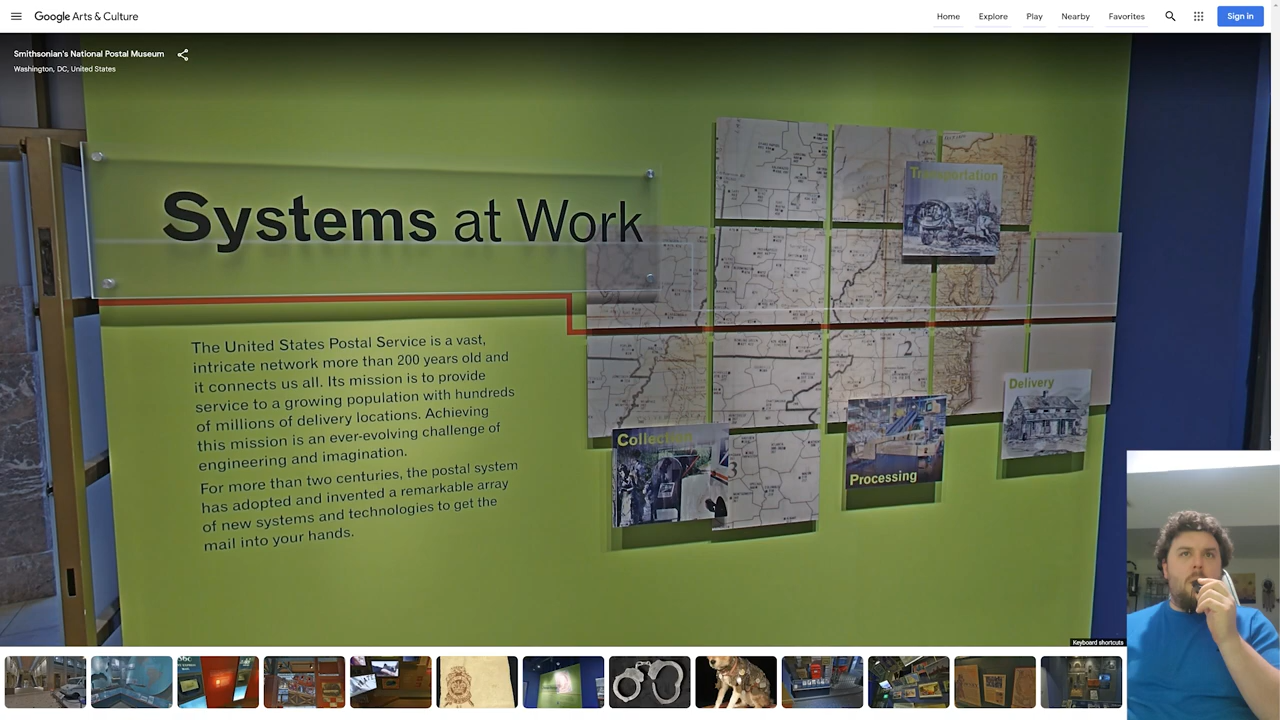 Google Arts & Culture
Home Explore Play Nearby Favorites
Sign in
Smithsonian's National Postal Museum
Washington, DC, United States
Systems at Work
The United States Postal Service is a vast,
intricate network more than 200 years old and
it connects us all. Its mission is to provide
service to a growing population with hundreds
of millions of delivery locations. Achieving
this mission is an ever-evolving challenge of
engineering and imagination.
For more than two centuries, the postal system
has adopted and invented a remarkable array
of new systems and technologies to get the
mail into your hands.
Transportation
2
Delivery
Collection
3
Processing
Keyboard shortcuts